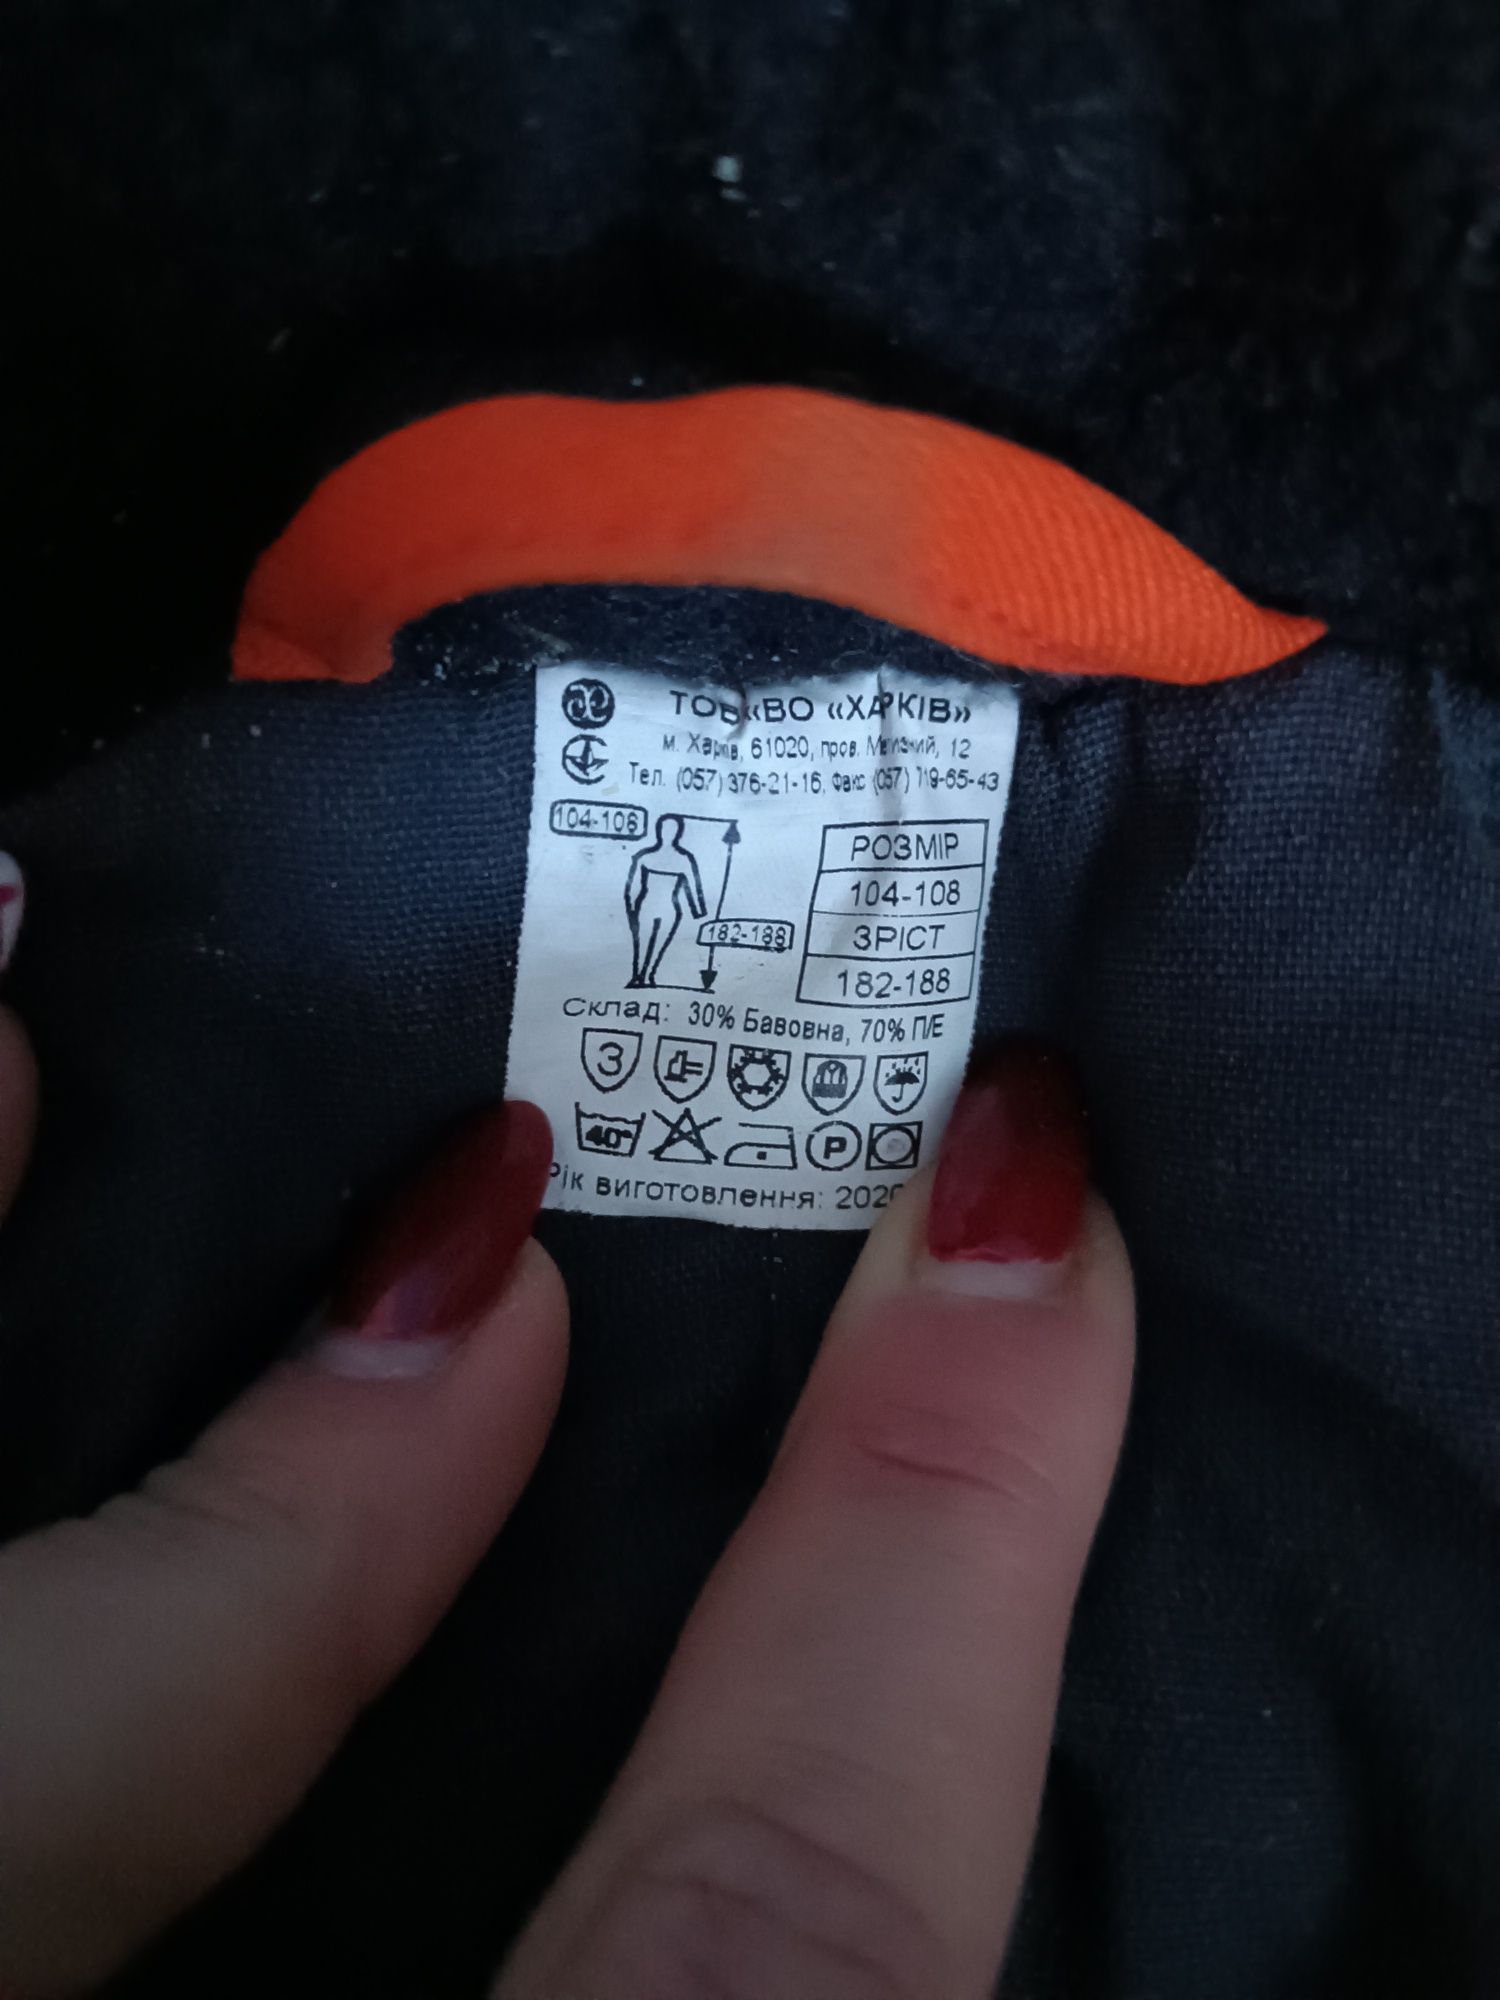 ТОВ «ВО «ХАРКІВ»
м. Харків, 61020, пров. 12
Тел. (057) 376-21-16, Факс (057) 719-65-43
104-108
182-188
РОЗМІР
104-108
ЗРІСТ
182-188
Склад: 30% Бавовна, 70% П/Е
З
40°
P
Рік виготовлення: 2020